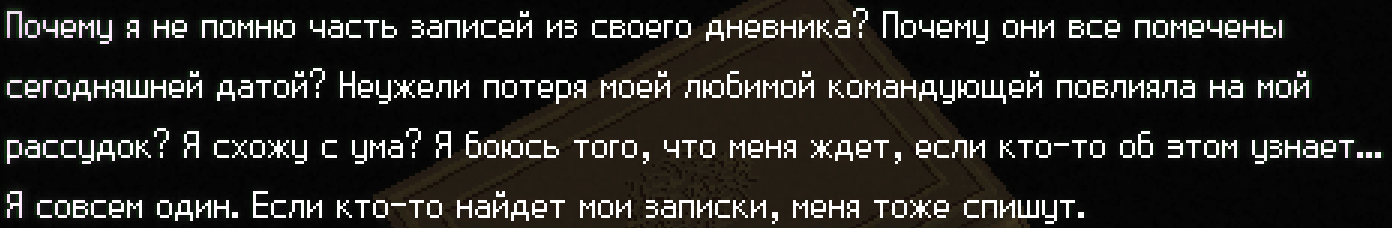 Почему я не помню часть записей из своего дневника? Почему они все помечены
сегодняшней датой? Неужели потеря моей любимой командующей повлияла на мой
рассудок? Я схожу с ума? Я боюсь того, что меня ждет, если кто-то об этом узнает...
Я совсем один. Если кто-то найдет мои записки, меня тоже спишут.